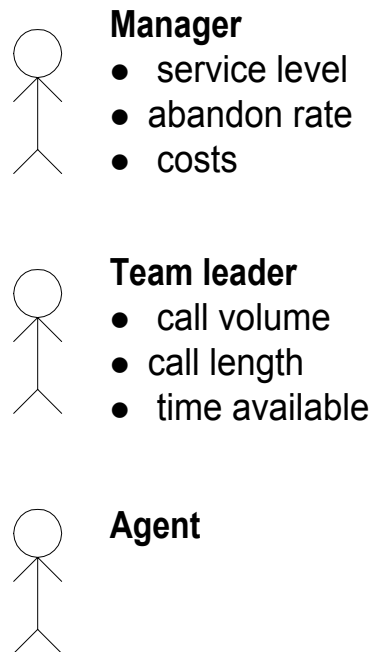 Manager
● service level
● abandon rate
● costs
Team leader
● call volume
● call length
● time available
Agent